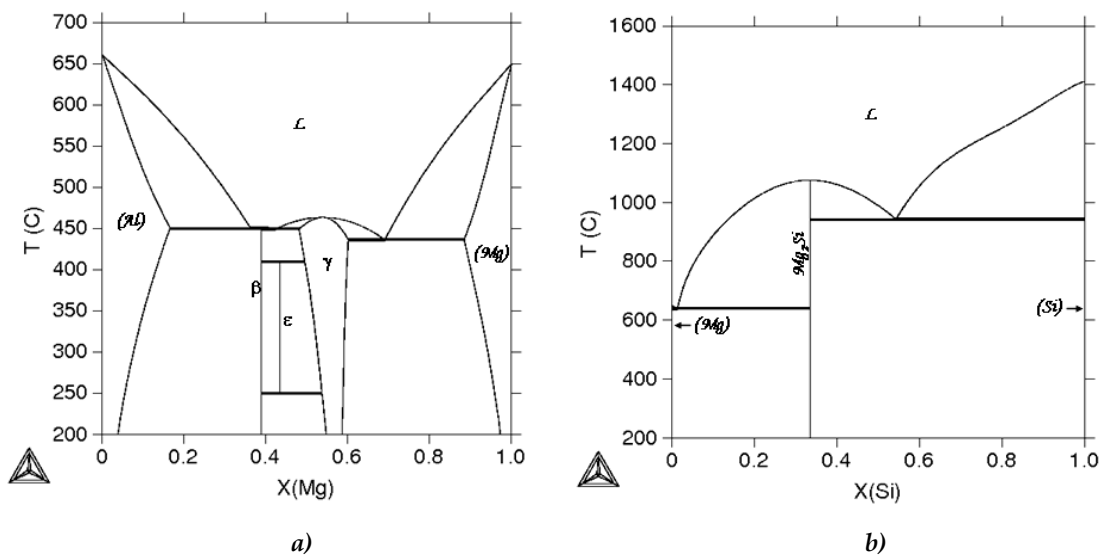 700
650
600
550
500
450
400
350
300
250
200
T (C)
L
(Al)
(Mg)
β
ε
γ
0
0.2
0.4
0.6
0.8
1.0
X(Mg)
a)
1600
1400
1200
1000
800
600
400
200
T (C)
L
Mg2Si
(Mg)
(Si)
0
0.2
0.4
0.6
0.8
1.0
X(Si)
b)